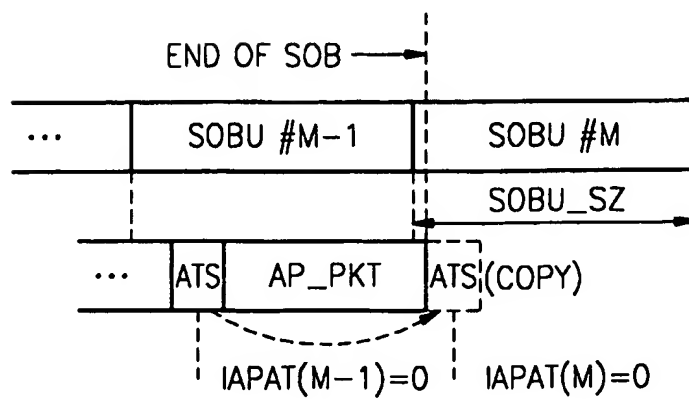 END OF SOB
... SOBU #M-1 SOBU #M
SOBU_SZ
... ATS AP_PKT ATS (COPY)
IAPAT(M-1)=0 IAPAT(M)=0